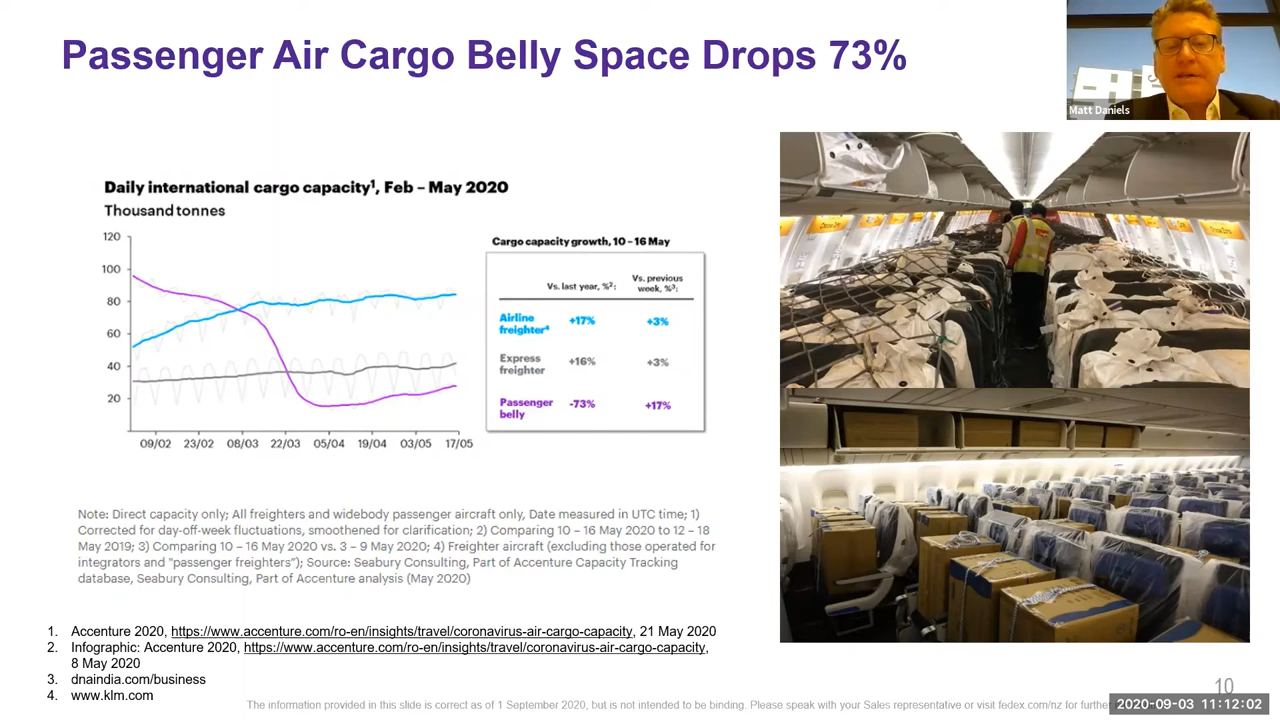 Passenger Air Cargo Belly Space Drops 73%
Matt Daniels
Daily international cargo capacity¹, Feb – May 2020
Thousand tonnes
120
100
80
60
40
20
09/02 23/02 08/03 22/03 05/04 19/04 03/05 17/05
Cargo capacity growth, 10 – 16 May
Vs. last year, %²:
Vs. previous
week, %³:
Airline
freighter⁴
+17%
+3%
Express
freighter
+16%
+3%
Passenger
belly
-73%
+17%
Note: Direct capacity only; All freighters and widebody passenger aircraft only, Date measured in UTC time; 1)
Corrected for day-off-week fluctuations, smoothened for clarification; 2) Comparing 10 – 16 May 2020 to 12 – 18
May 2019; 3) Comparing 10 – 16 May 2020 vs. 3 – 9 May 2020; 4) Freighter aircraft (excluding those operated for
integrators and "passenger freighters"); Source: Seabury Consulting, Part of Accenture Capacity Tracking
database, Seabury Consulting, Part of Accenture analysis (May 2020)
1. Accenture 2020, https://www.accenture.com/ro-en/insights/travel/coronavirus-air-cargo-capacity, 21 May 2020
2. Infographic: Accenture 2020, https://www.accenture.com/ro-en/insights/travel/coronavirus-air-cargo-capacity,
8 May 2020
3. dnaindia.com/business
4. www.klm.com
10
The information provided in this slide is correct as of 1 September 2020, but is not intended to be binding. Please speak with your Sales representative or visit fedex.com/nz for
2020-09-03 11:12:02